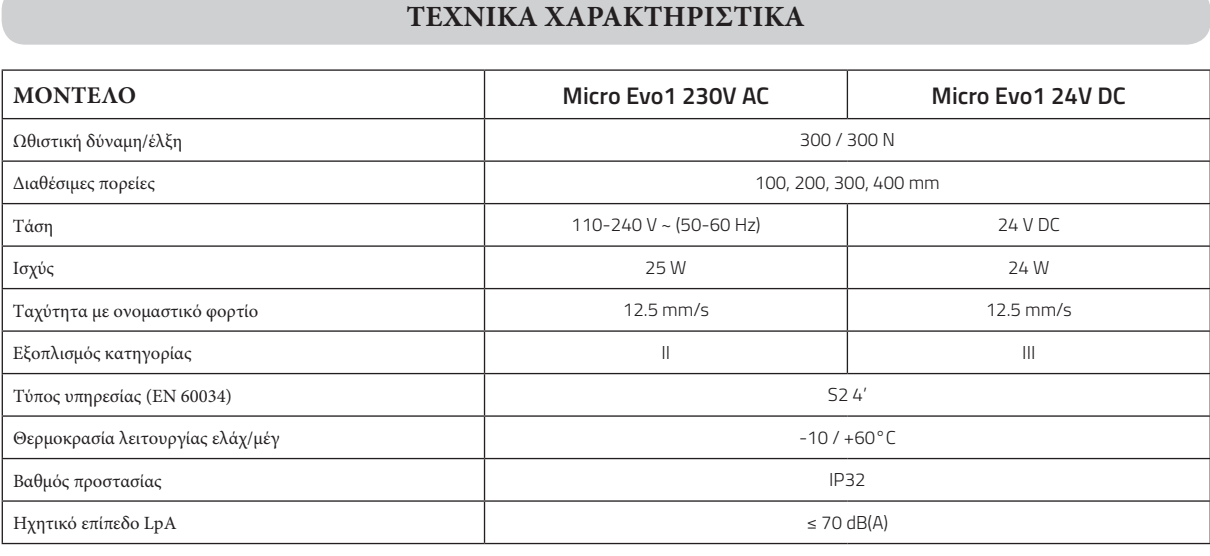 ΤΕΧΝΙΚΑ ΧΑΡΑΚΤΗΡΙΣΤΙΚΑ
ΜΟΝΤΕΛΟ Micro Evo1 230V AC Micro Evo1 24V DC
Ωθιστική δύναμη/έλξη 300 / 300 N
Διαθέσιμες πορείες 100, 200, 300, 400 mm
Τάση 110-240 V ~ (50-60 Hz) 24 V DC
Ισχύς 25 W 24 W
Ταχύτητα με ονομαστικό φορτίο 12.5 mm/s 12.5 mm/s
Εξοπλισμός κατηγορίας II III
Τύπος υπηρεσίας (EN 60034) S2 4’
Θερμοκρασία λειτουργίας ελάχ/μέγ -10 / +60°C
Βαθμός προστασίας IP32
Ηχητικό επίπεδο LpA ≤ 70 dB(A)